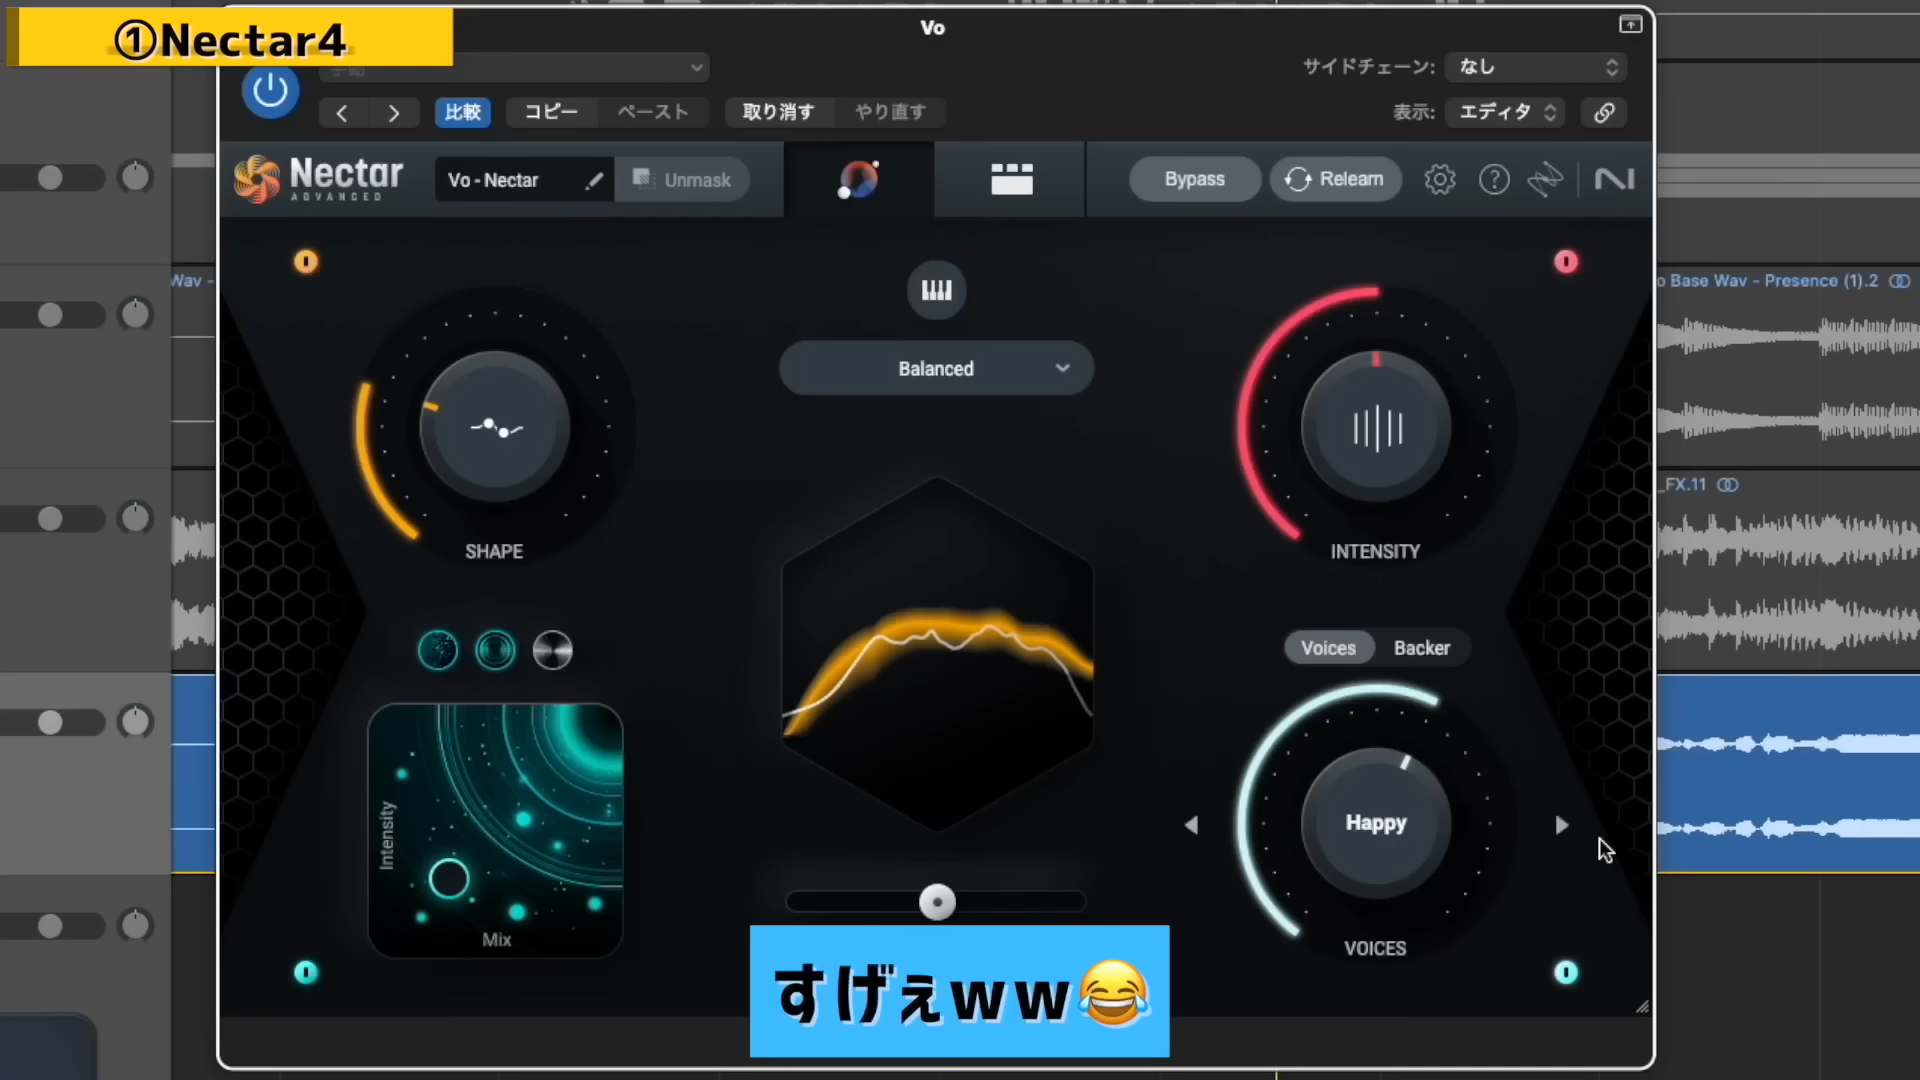 ①Nectar4
Vo
手動
サイドチェーン: なし
比較 コピー ペースト 取り消す やり直す
表示: エディタ
Nectar
ADVANCED
Vo - Nectar
Unmask
Bypass
Relearn
Wav -
o Base Wav - Presence (1).2
Balanced
_FX.11
SHAPE
INTENSITY
Voices Backer
Intensity
Mix
Happy
VOICES
すげぇww😂